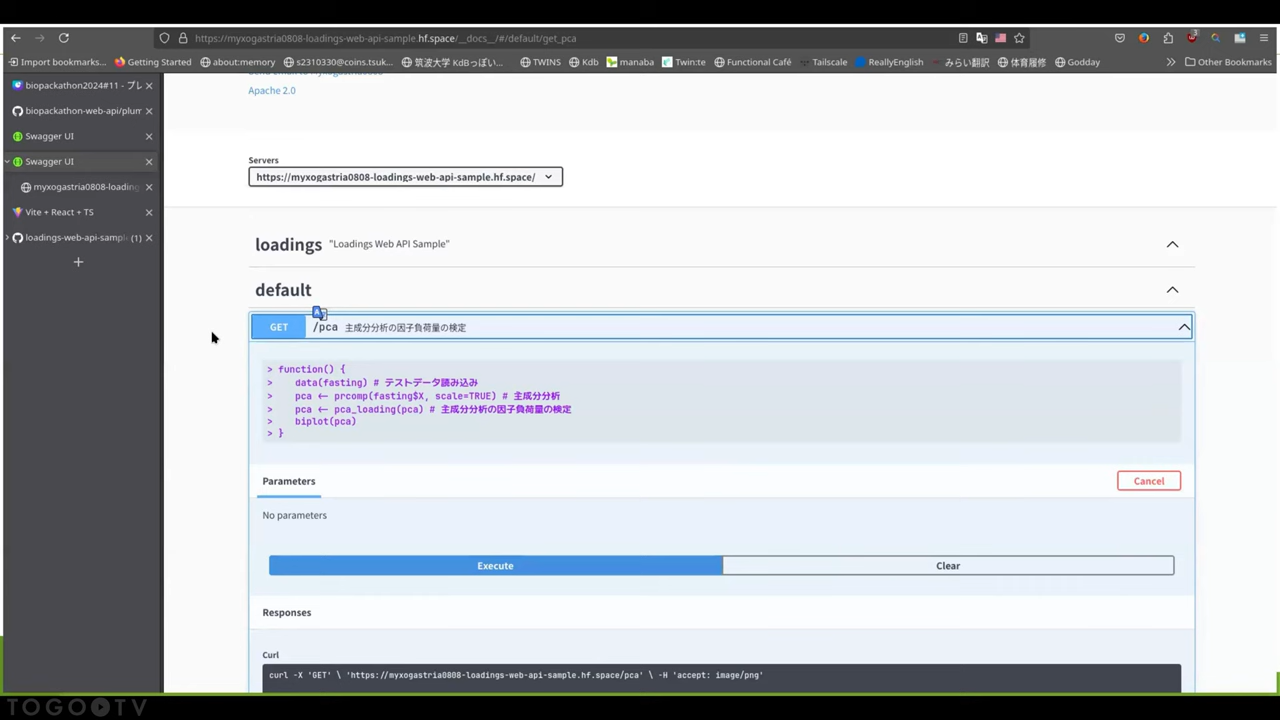 https://myxogastria0808-loadings-web-api-sample.hf.space/__docs__/#/default/get_pca
Import bookmarks... Getting Started about:memory s2310330@coins.tsuk... 筑波大学 KdBっぽい... TWINS Kdb manaba Twin:te Functional Café Tailscale ReallyEnglish みらい翻訳 体育履修 Godday Other Bookmarks
biopackathon2024#11 - プレ
biopackathon-web-api/plum
Swagger UI
Swagger UI
myxogastria0808-loading
Vite + React + TS
loadings-web-api-sampl (1)
Apache 2.0
Servers
https://myxogastria0808-loadings-web-api-sample.hf.space/
loadings "Loadings Web API Sample"
default
GET /pca 主成分分析の因子負荷量の検定
> function() {
> data(fasting) # テストデータ読み込み
> pca <- prcomp(fasting$X, scale=TRUE) # 主成分分析
> pca <- pca_loading(pca) # 主成分分析の因子負荷量の検定
> biplot(pca)
> }
Parameters Cancel
No parameters
Execute Clear
Responses
Curl
curl -X 'GET' \ 'https://myxogastria0808-loadings-web-api-sample.hf.space/pca' \ -H 'accept: image/png'
TOGO TV